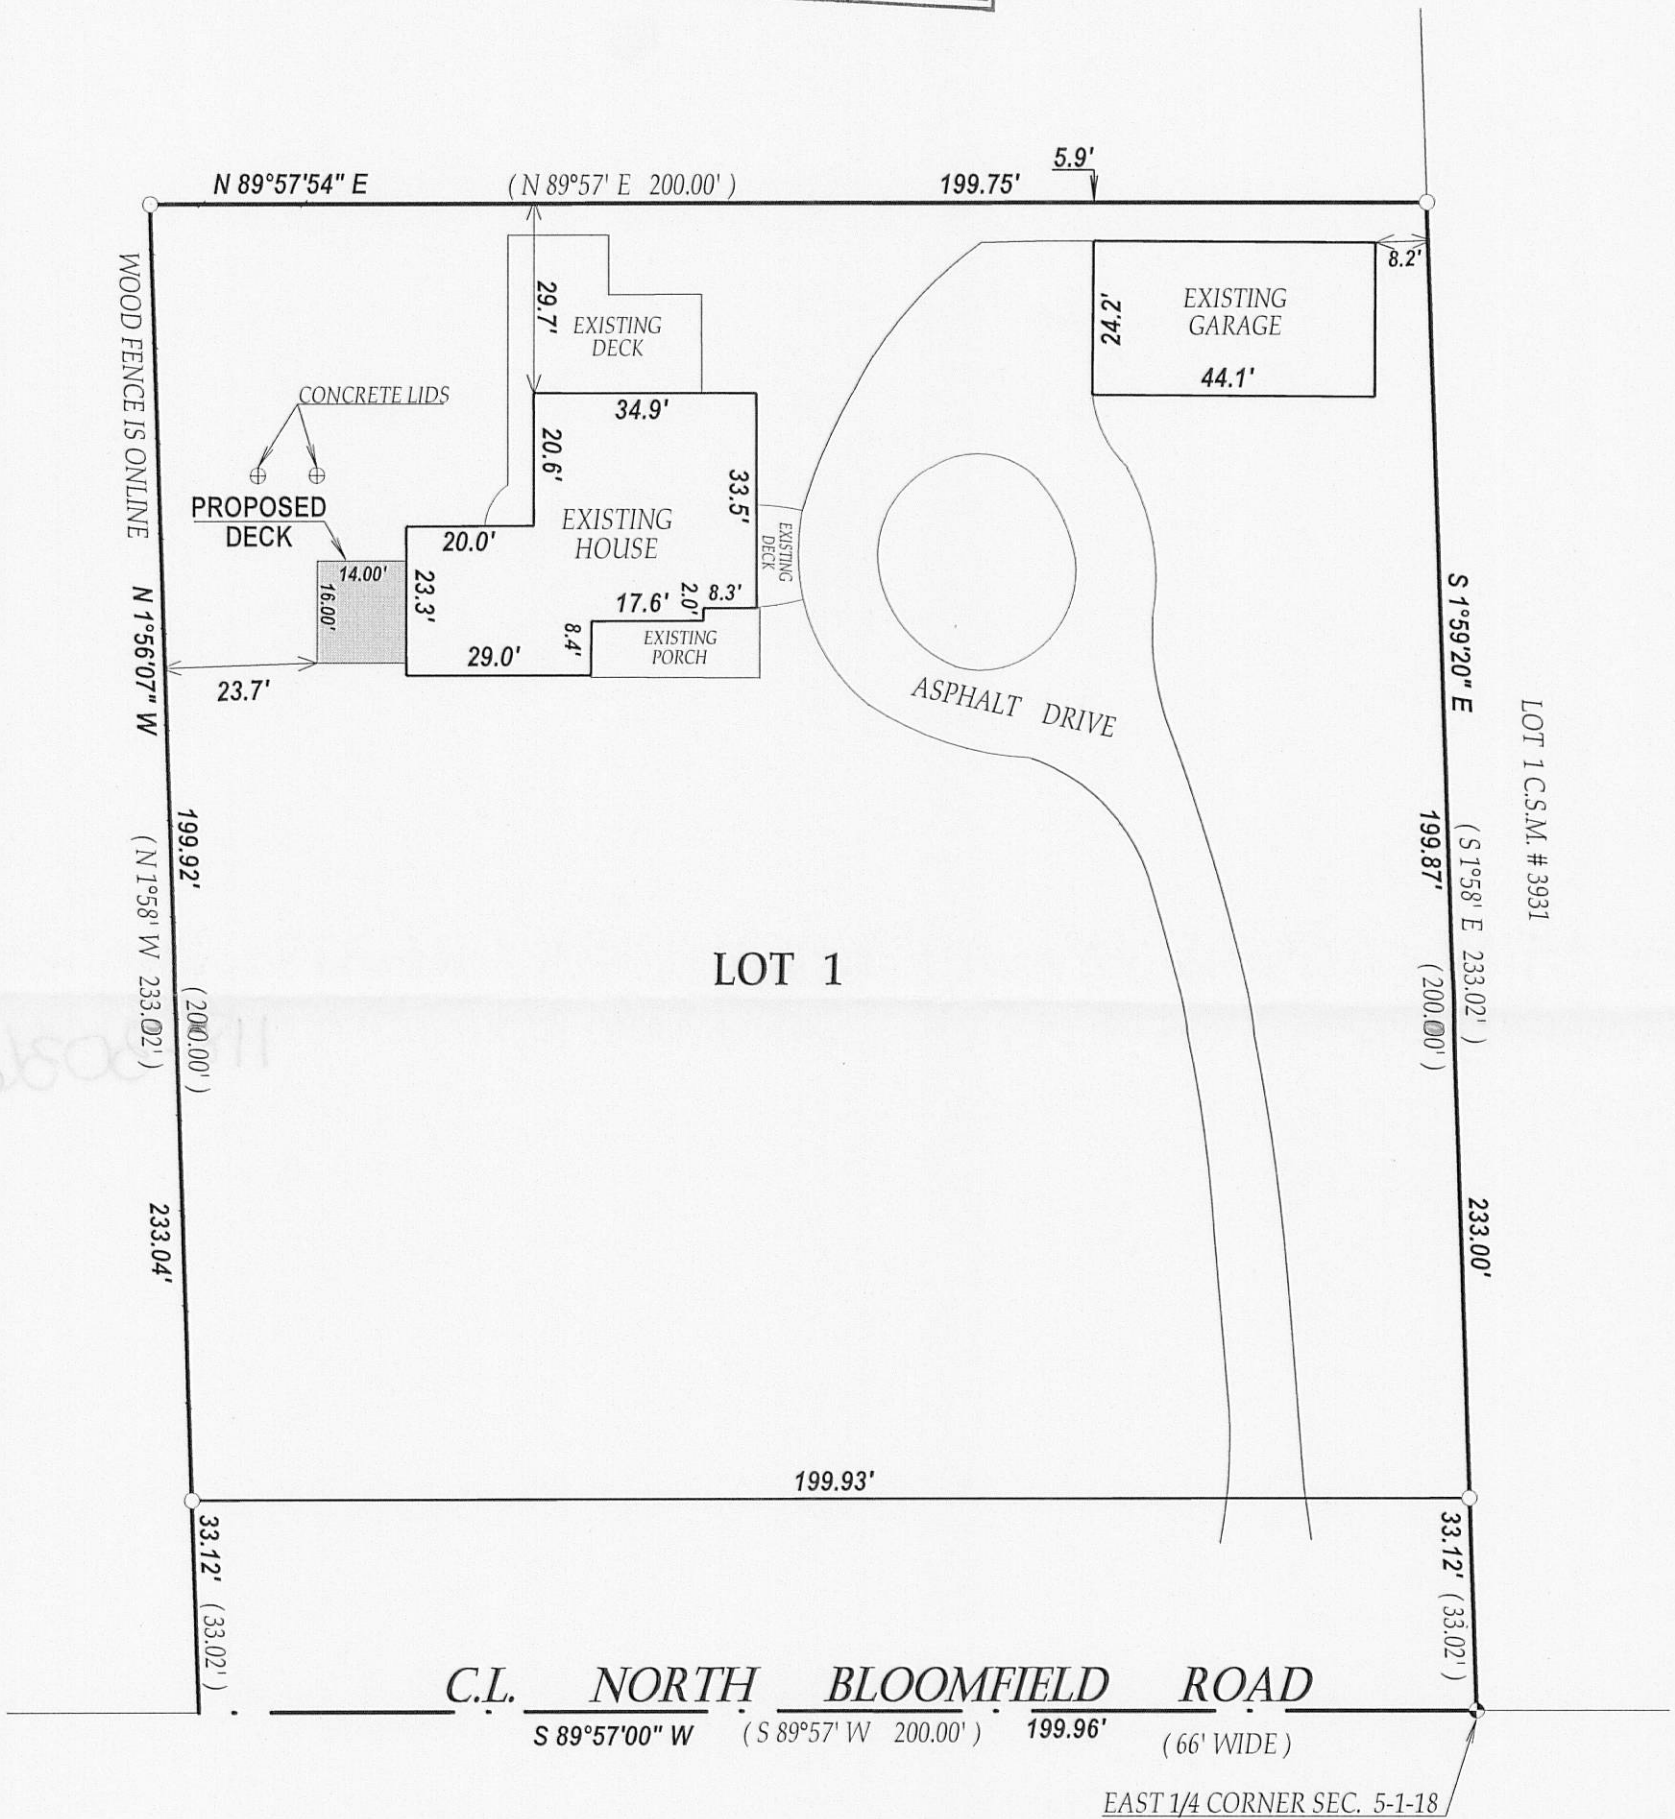 5.9'
N 89°57'54" E
( N 89°57' E 200.00' )
199.75'
8.2'
WOOD FENCE IS ONLINE
29.7'
EXISTING
DECK
24.2'
EXISTING
GARAGE
44.1'
CONCRETE LIDS
34.9'
20.6'
33.5'
PROPOSED
DECK
20.0'
EXISTING
HOUSE
EXISTING
DECK
14.00'
16.00'
23.3'
17.6'
2.0'
8.3'
8.4'
EXISTING
PORCH
29.0'
23.7'
N 1°56'07" W
S 1°59'20" E
ASPHALT DRIVE
LOT 1 C.S.M. # 3931
199.92'
( N 1°58' W 233.02' )
( 200.00' )
199.87'
( S 1°58' E 233.02' )
( 200.00' )
LOT 1
233.04'
233.00'
199.93'
33.12' ( 33.02' )
33.12' ( 33.02' )
C.L. NORTH BLOOMFIELD ROAD
S 89°57'00" W
( S 89°57' W 200.00' )
199.96'
( 66' WIDE )
EAST 1/4 CORNER SEC. 5-1-18